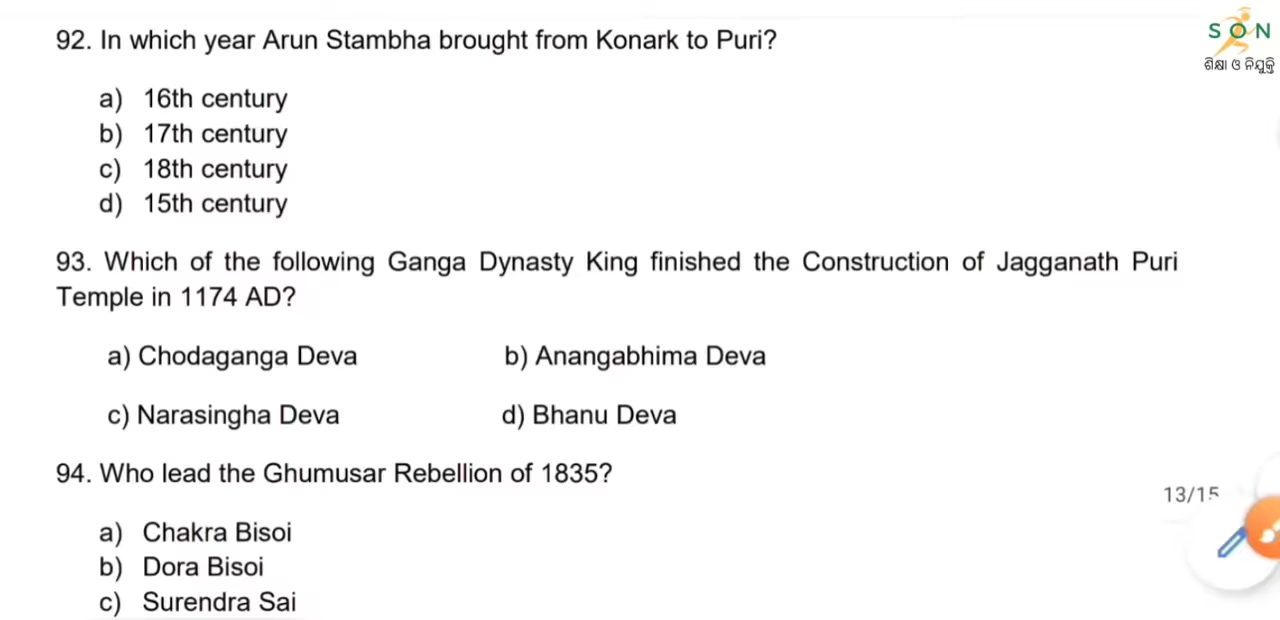 92. In which year Arun Stambha brought from Konark to Puri?
SON
ଶିକ୍ଷା ଓ ନିଯୁକ୍ତି
a) 16th century
b) 17th century
c) 18th century
d) 15th century
93. Which of the following Ganga Dynasty King finished the Construction of Jagganath Puri
Temple in 1174 AD?
a) Chodaganga Deva b) Anangabhima Deva
c) Narasingha Deva d) Bhanu Deva
94. Who lead the Ghumusar Rebellion of 1835?
13/15
a) Chakra Bisoi
b) Dora Bisoi
c) Surendra Sai